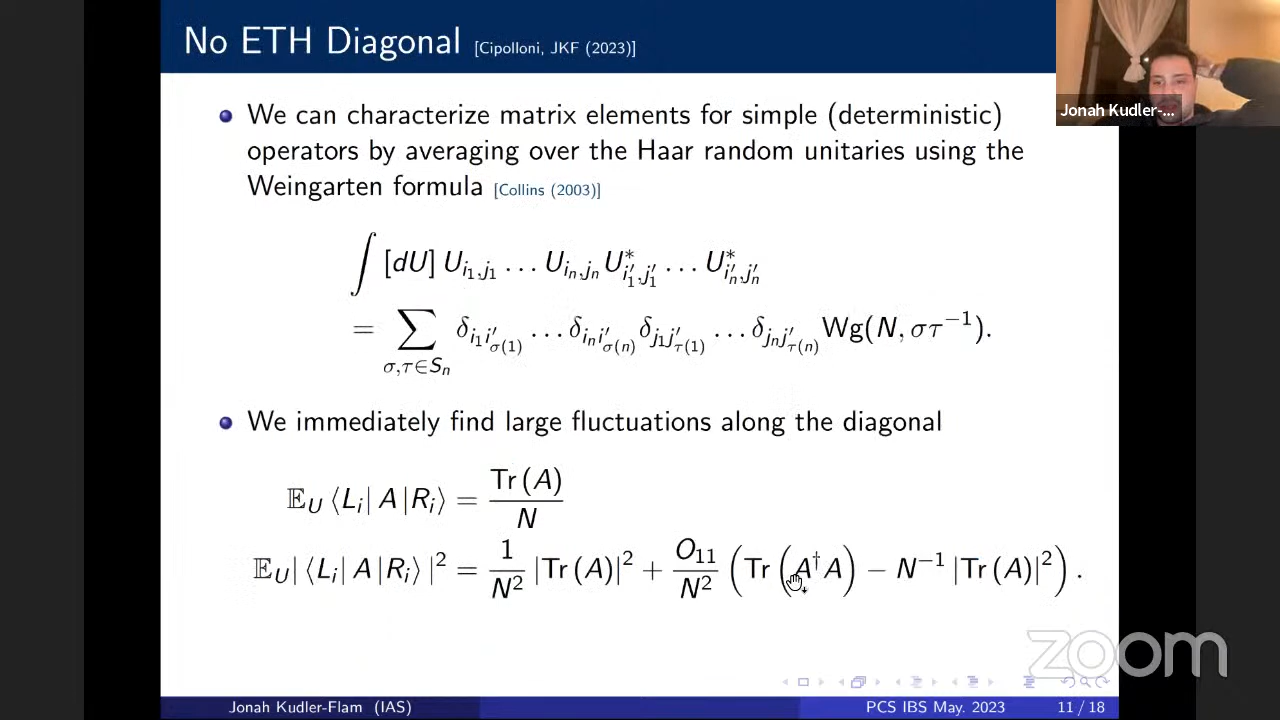 No ETH Diagonal [Cipolloni, JKF (2023)]
Jonah Kudler-...
We can characterize matrix elements for simple (deterministic)
operators by averaging over the Haar random unitaries using the
Weingarten formula [Collins (2003)]
∫ [dU] U_{i_1,j_1} … U_{i_n,j_n} U^*_{i'_1,j'_1} … U^*_{i'_n,j'_n}
= ∑_{σ,τ∈S_n} δ_{i_1 i'_{σ(1)}} … δ_{i_n i'_{σ(n)}} δ_{j_1 j'_{τ(1)}} … δ_{j_n j'_{τ(n)}} Wg(N, στ^{-1}).
We immediately find large fluctuations along the diagonal
𝔼_U ⟨L_i| A |R_i⟩ = Tr (A) / N
𝔼_U | ⟨L_i| A |R_i⟩ |^2 = 1/N^2 |Tr (A)|^2 + O_{11}/N^2 (Tr (A^†A) − N^{-1} |Tr (A)|^2).
zoom
Jonah Kudler-Flam (IAS) PCS IBS May. 2023 11 / 18